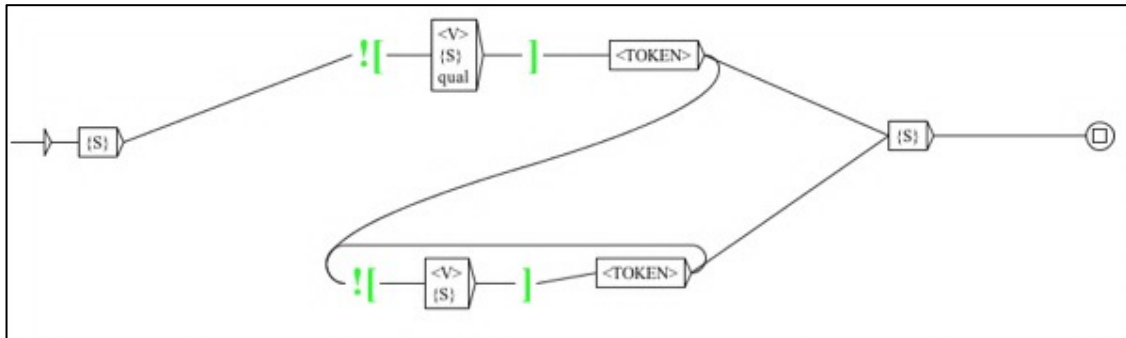 {S}
![
<V>
{S}
qual
]
<TOKEN>
{S}
![
<V>
{S}
]
<TOKEN>